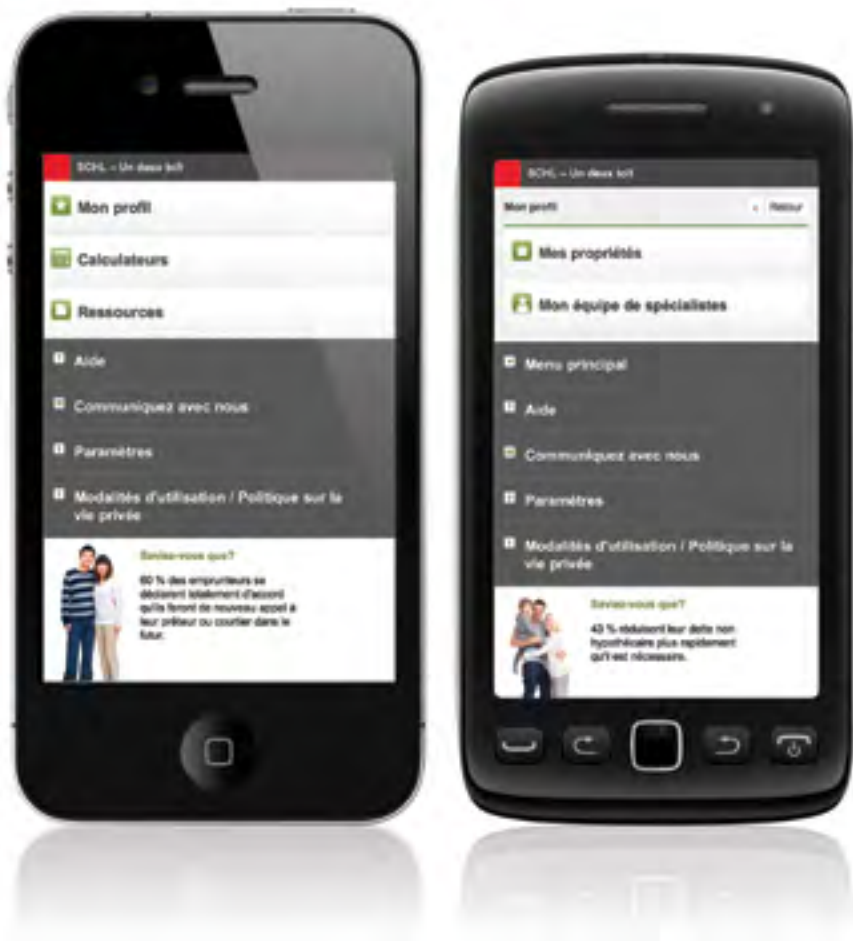 SCHL – Un deux toit
Mon profil
Calculateurs
Ressources
Aide
Communiquez avec nous
Paramètres
Modalités d'utilisation / Politique sur la
vie privée
Saviez-vous que?
60 % des emprunteurs se
déclarent totalement d'accord
qu'ils feront de nouveau appel à
leur prêteur ou courtier dans le
futur.
SCHL – Un deux toit
Mon profil
Retour
Mes propriétés
Mon équipe de spécialistes
Menu principal
Aide
Communiquez avec nous
Paramètres
Modalités d'utilisation / Politique sur la
vie privée
Saviez-vous que?
43 % réduisent leur dette non
hypothécaire plus rapidement
qu'il est nécessaire.